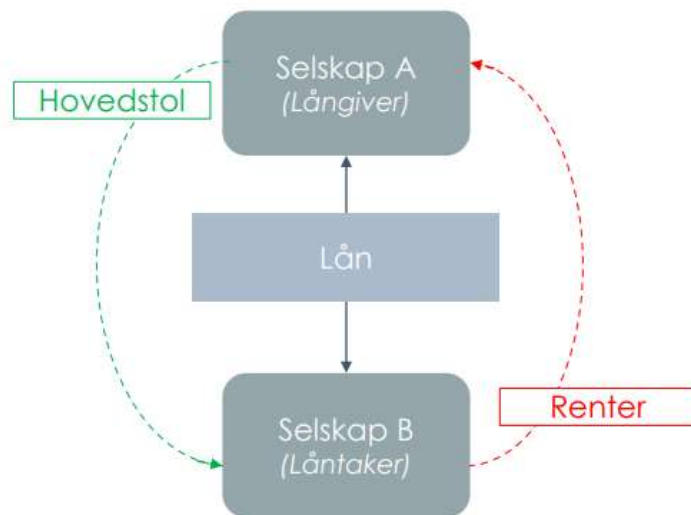 Selskap A
(Långiver)
Hovedstol
Lån
Renter
Selskap B
(Låntaker)